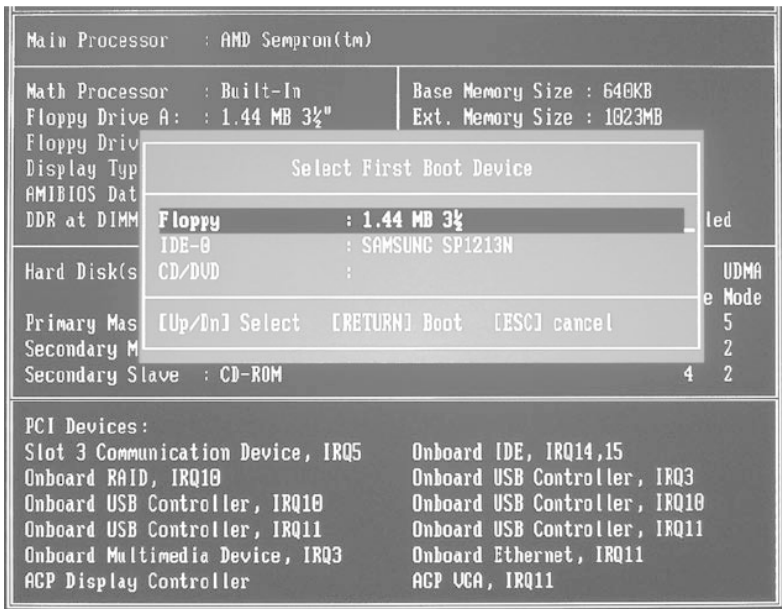 Main Processor : AMD Sempron(tm)
Math Processor : Built-In
Floppy Drive A: : 1.44 MB 3½"
Floppy Driv
Display Typ
AMIBIOS Dat
DDR at DIMM
Base Memory Size : 640KB
Ext. Memory Size : 1023MB
led
Select First Boot Device
Floppy : 1.44 MB 3½
IDE-0 : SAMSUNG SP1213N
CD/DVD :
[Up/Dn] Select [RETURN] Boot [ESC] cancel
Hard Disk(s
UDMA
e Mode
Primary Mas 5
Secondary M 2
Secondary Slave : CD-ROM 4 2
PCI Devices:
Slot 3 Communication Device, IRQ5
Onboard RAID, IRQ10
Onboard USB Controller, IRQ10
Onboard USB Controller, IRQ11
Onboard Multimedia Device, IRQ3
AGP Display Controller
Onboard IDE, IRQ14,15
Onboard USB Controller, IRQ3
Onboard USB Controller, IRQ10
Onboard USB Controller, IRQ11
Onboard Ethernet, IRQ11
AGP VGA, IRQ11